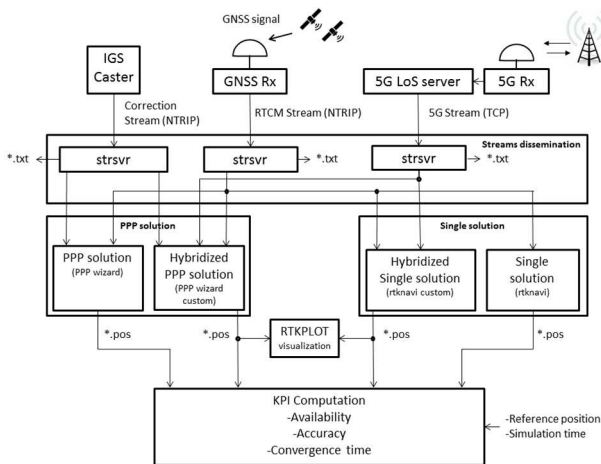 GNSS signal
IGS
Caster
GNSS Rx
5G LoS server
5G Rx
Correction
Stream (NTRIP)
RTCM Stream (NTRIP)
5G Stream (TCP)
Streams dissemination
*.txt
strsvr
strsvr
*.txt
strsvr
*.txt
PPP solution
Single solution
PPP solution
(PPP wizard)
Hybridized
PPP solution
(PPP wizard
custom)
Hybridized
Single solution
(rtknavi custom)
Single
solution
(rtknavi)
*.pos
*.pos
RTKPLOT
visualization
*.pos
*.pos
KPI Computation
-Availability
-Accuracy
-Convergence time
-Reference position
-Simulation time